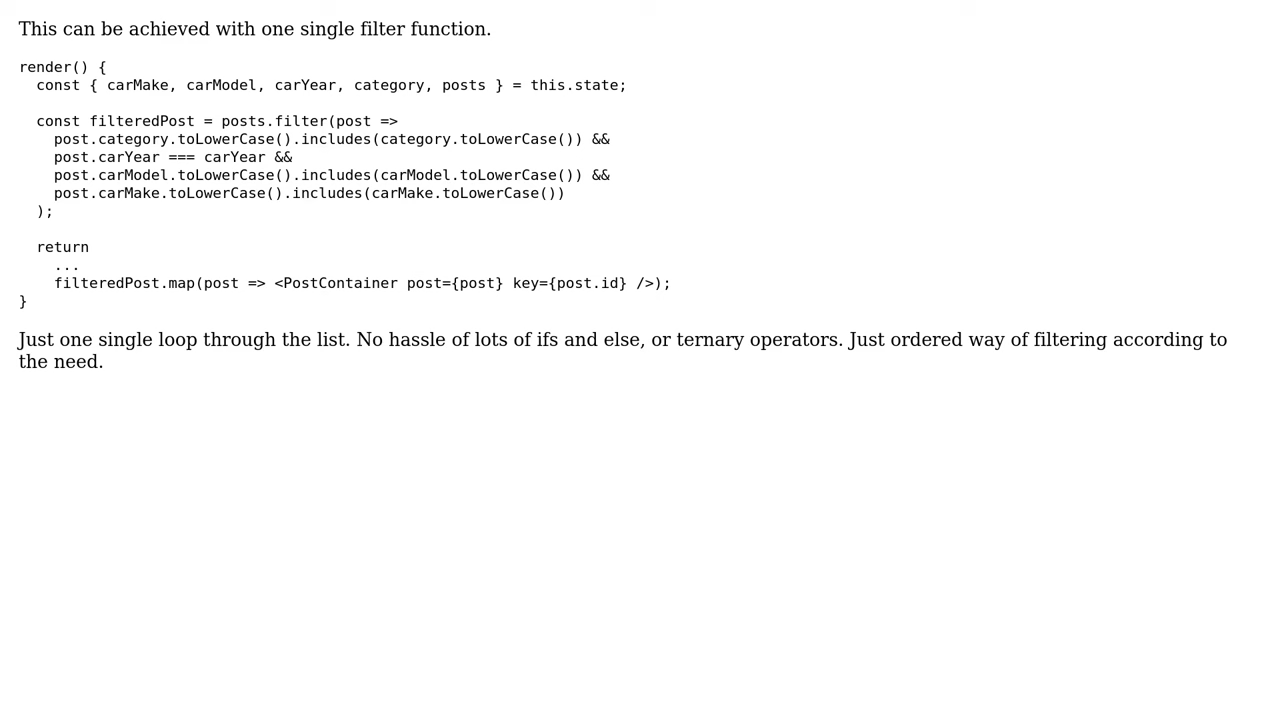 This can be achieved with one single filter function.
render() {
  const { carMake, carModel, carYear, category, posts } = this.state;
  const filteredPost = posts.filter(post =>
    post.category.toLowerCase().includes(category.toLowerCase()) &&
    post.carYear === carYear &&
    post.carModel.toLowerCase().includes(carModel.toLowerCase()) &&
    post.carMake.toLowerCase().includes(carMake.toLowerCase())
  );
  return
    ...
    filteredPost.map(post => <PostContainer post={post} key={post.id} />);
}
Just one single loop through the list. No hassle of lots of ifs and else, or ternary operators. Just ordered way of filtering according to
the need.